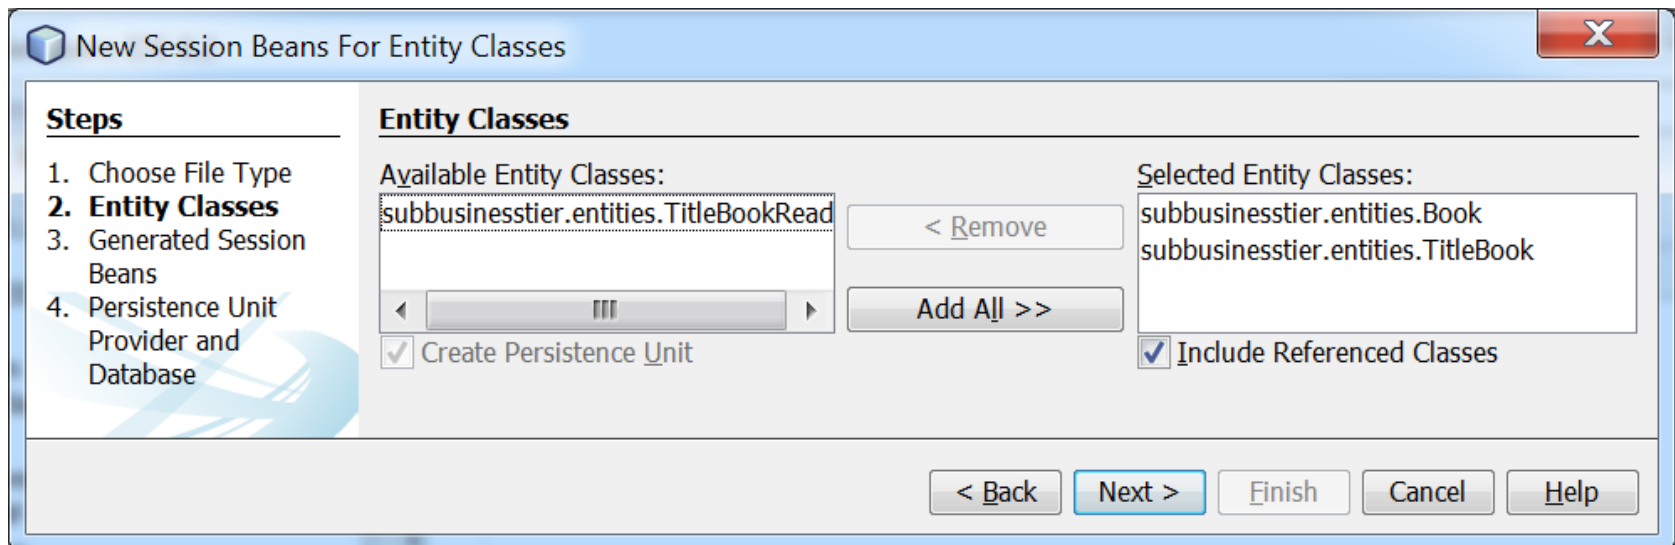 New Session Beans For Entity Classes
Steps
1. Choose File Type
2. Entity Classes
3. Generated Session
Beans
4. Persistence Unit
Provider and
Database
Entity Classes
Available Entity Classes:
subbusinesstier.entities.TitleBookRead
Create Persistence Unit
< Remove
Add All >>
Selected Entity Classes:
subbusinesstier.entities.Book
subbusinesstier.entities.TitleBook
Include Referenced Classes
< Back
Next >
Finish
Cancel
Help